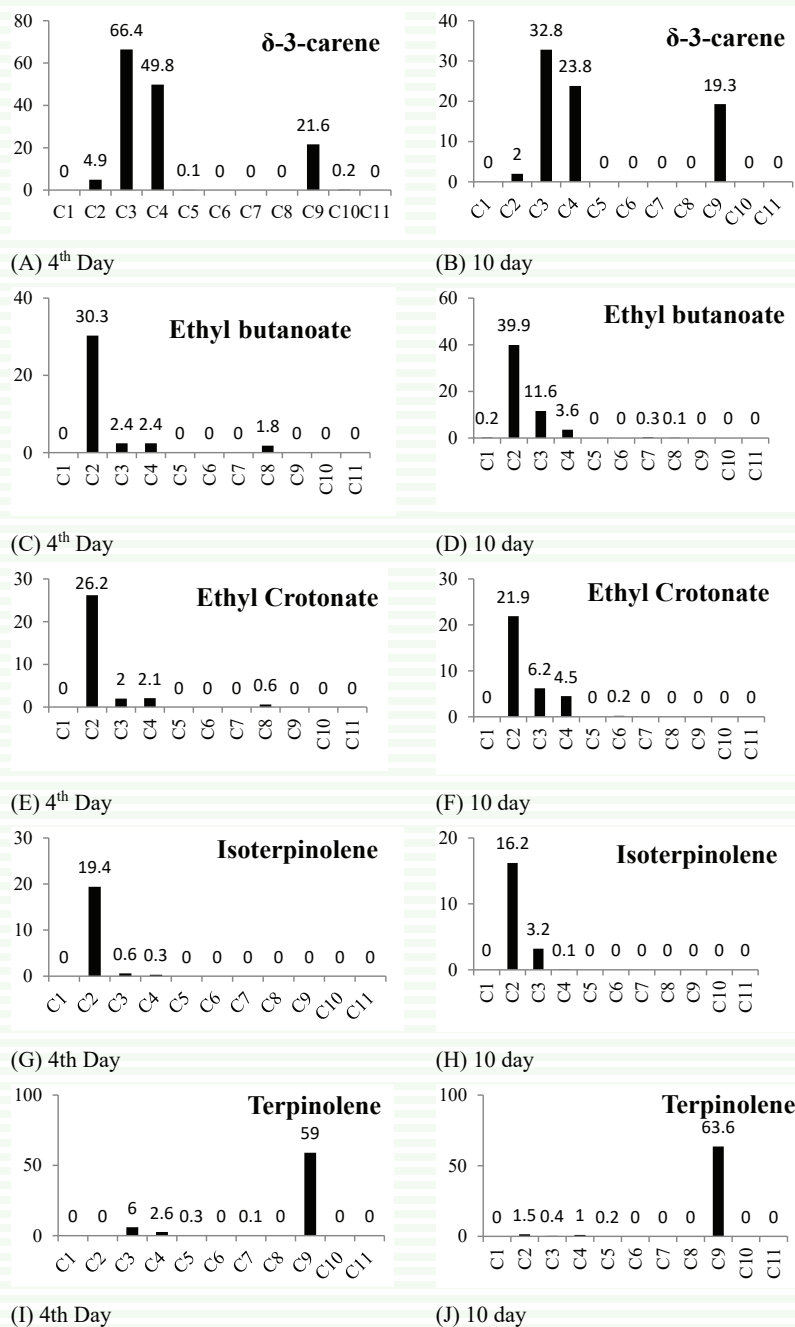 δ-3-carene
80
60
40
20
0
0 4.9 66.4 49.8 0.1 0 0 0 21.6 0.2 0
C1 C2 C3 C4 C5 C6 C7 C8 C9 C10 C11
(A) 4th Day
δ-3-carene
40
30
20
10
0
0 2 32.8 23.8 0 0 0 0 19.3 0 0
C1 C2 C3 C4 C5 C6 C7 C8 C9 C10 C11
(B) 10 day
Ethyl butanoate
40
20
0
0 30.3 2.4 2.4 0 0 0 1.8 0 0 0
C1 C2 C3 C4 C5 C6 C7 C8 C9 C10 C11
(C) 4th Day
Ethyl butanoate
60
40
20
0
0.2 39.9 11.6 3.6 0 0 0.3 0.1 0 0 0
C1 C2 C3 C4 C5 C6 C7 C8 C9 C10 C11
(D) 10 day
Ethyl Crotonate
30
20
10
0
0 26.2 2 2.1 0 0 0 0.6 0 0 0
C1 C2 C3 C4 C5 C6 C7 C8 C9 C10 C11
(E) 4th Day
Ethyl Crotonate
30
20
10
0
0 21.9 6.2 4.5 0 0.2 0 0 0 0 0
C1 C2 C3 C4 C5 C6 C7 C8 C9 C10 C11
(F) 10 day
Isoterpinolene
30
20
10
0
0 19.4 0.6 0.3 0 0 0 0 0 0 0
C1 C2 C3 C4 C5 C6 C7 C8 C9 C10 C11
(G) 4th Day
Isoterpinolene
20
10
0
0 16.2 3.2 0.1 0 0 0 0 0 0 0
C1 C2 C3 C4 C5 C6 C7 C8 C9 C10 C11
(H) 10 day
Terpinolene
100
50
0
0 0 6 2.6 0.3 0 0.1 0 59 0 0
C1 C2 C3 C4 C5 C6 C7 C8 C9 C10 C11
(I) 4th Day
Terpinolene
100
50
0
0 1.5 0.4 1 0.2 0 0 0 63.6 0 0
C1 C2 C3 C4 C5 C6 C7 C8 C9 C10 C11
(J) 10 day